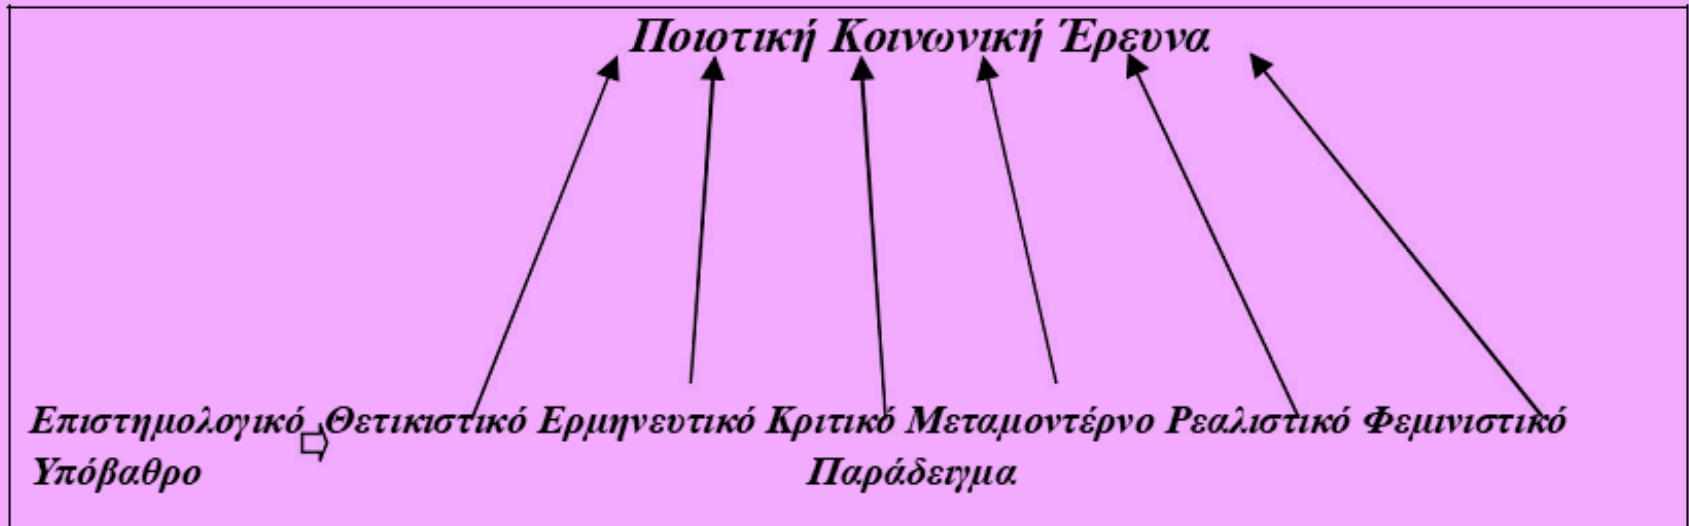 Ποιοτική Κοινωνική Έρευνα
Επιστημολογικό Θετικιστικό Ερμηνευτικό Κριτικό Μεταμοντέρνο Ρεαλιστικό Φεμινιστικό
Υπόβαθρο Παράδειγμα